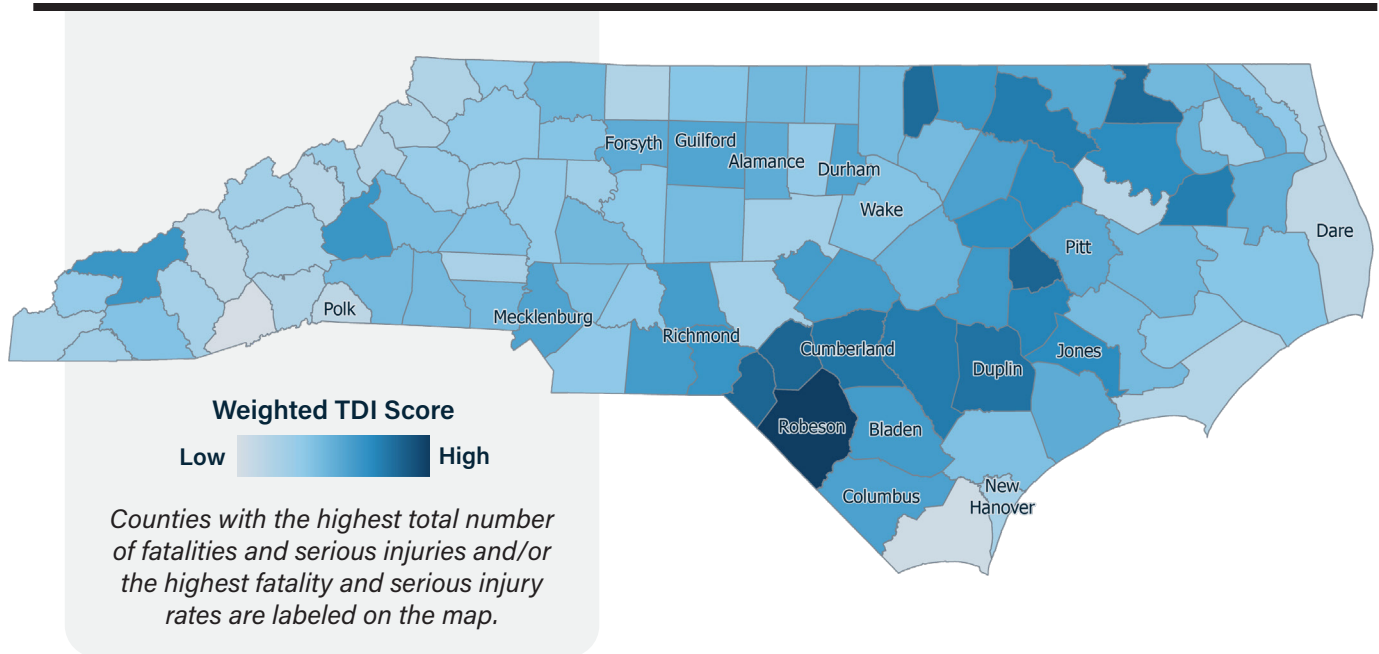 Forsyth
Guilford
Alamance
Durham
Wake
Dare
Pitt
Polk
Mecklenburg
Richmond
Cumberland
Jones
Duplin
Robeson
Bladen
Columbus
New
Hanover
Weighted TDI Score
Low
High
Counties with the highest total number
of fatalities and serious injuries and/or
the highest fatality and serious injury
rates are labeled on the map.